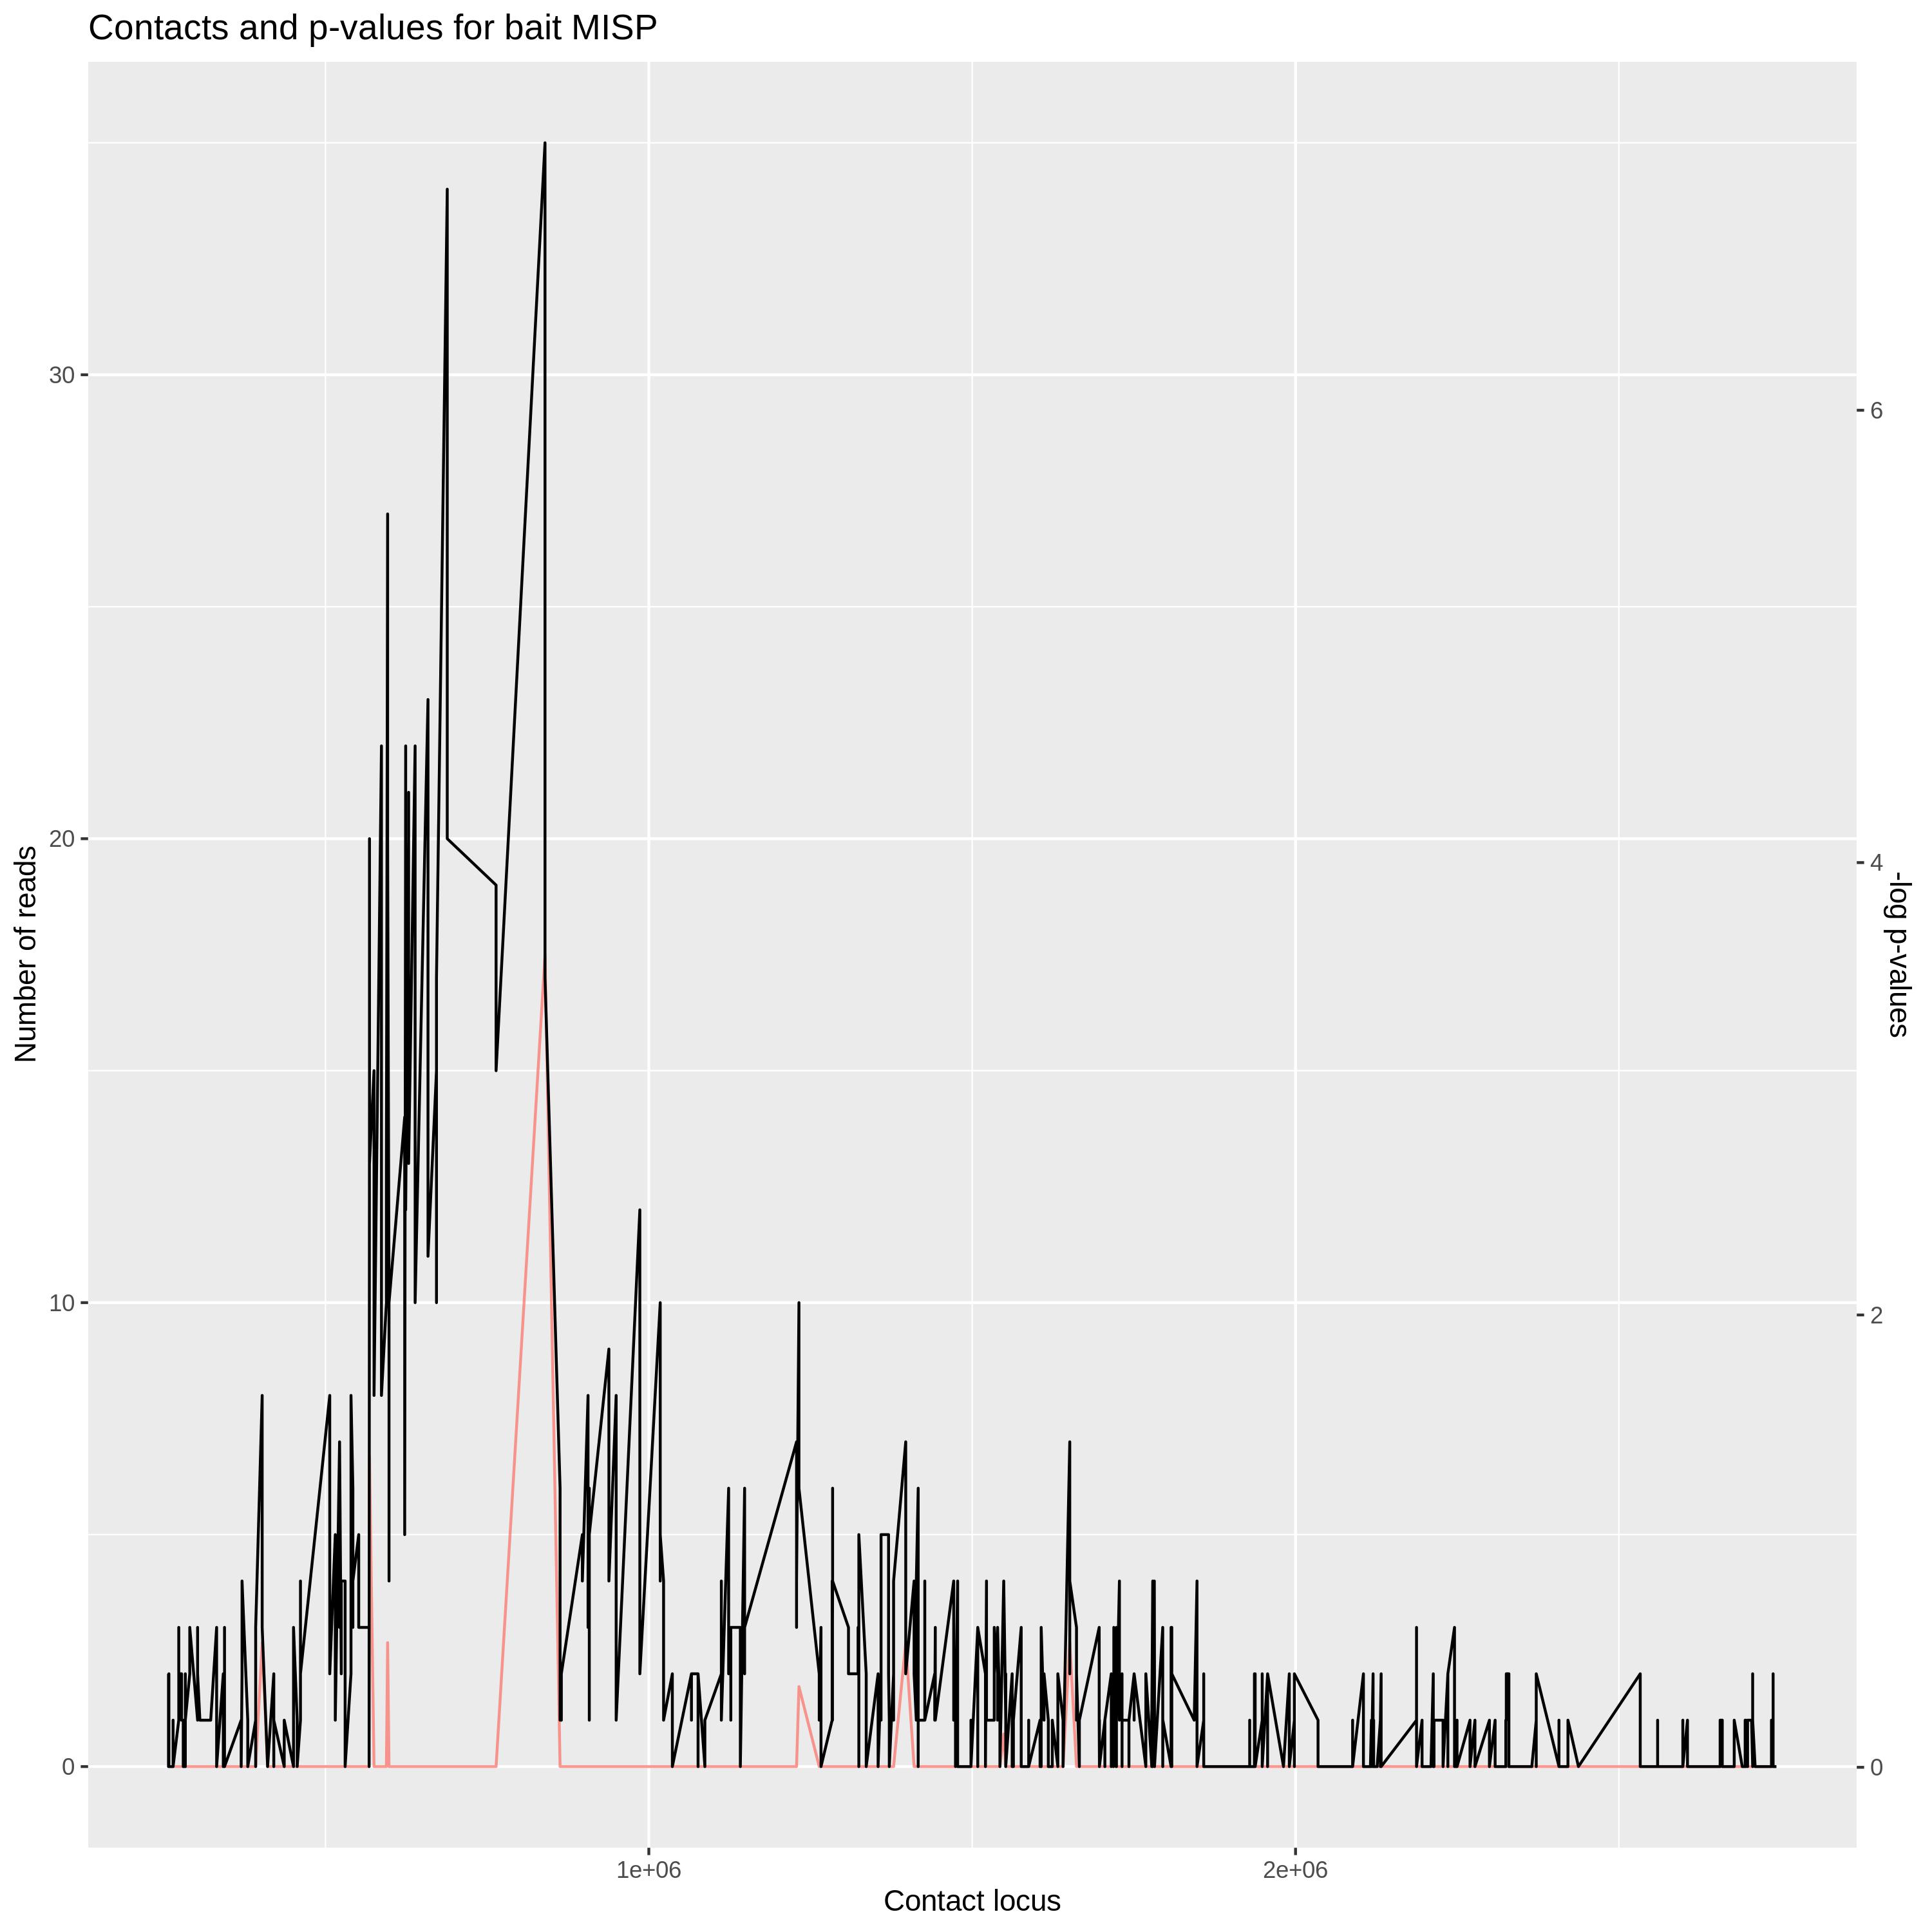 Contacts and p-values for bait MISP
30
20
10
0
6
4
2
0
Number of reads
-log p-values
1e+06
2e+06
Contact locus